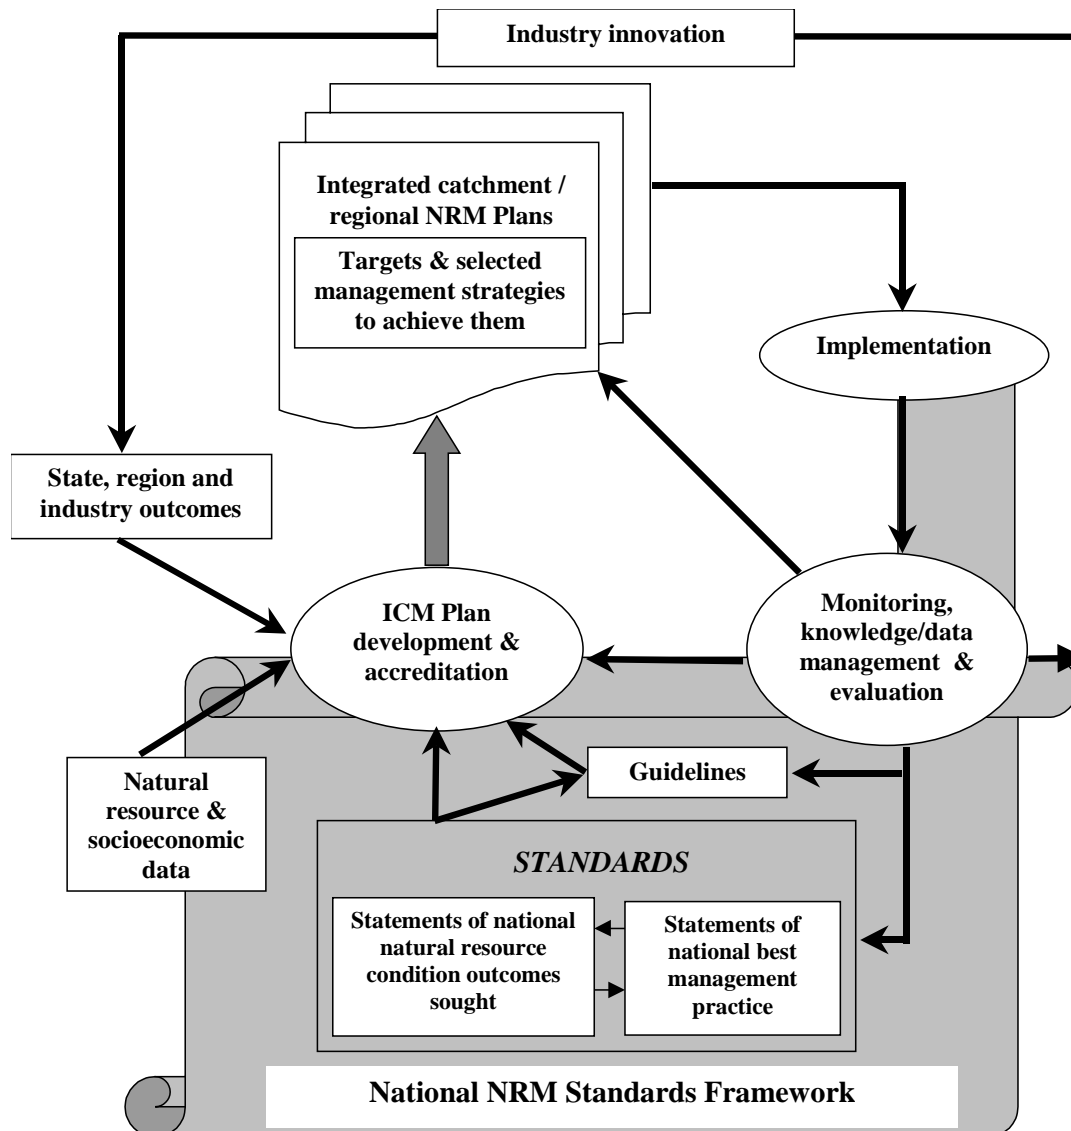 Industry innovation
Integrated catchment /
regional NRM Plans
Targets & selected
management strategies
to achieve them
Implementation
State, region and
industry outcomes
ICM Plan
development &
accreditation
Monitoring,
knowledge/data
management &
evaluation
Natural
resource &
socioeconomic
data
Guidelines
STANDARDS
Statements of national
natural resource
condition outcomes
sought
Statements of
national best
management
practice
National NRM Standards Framework